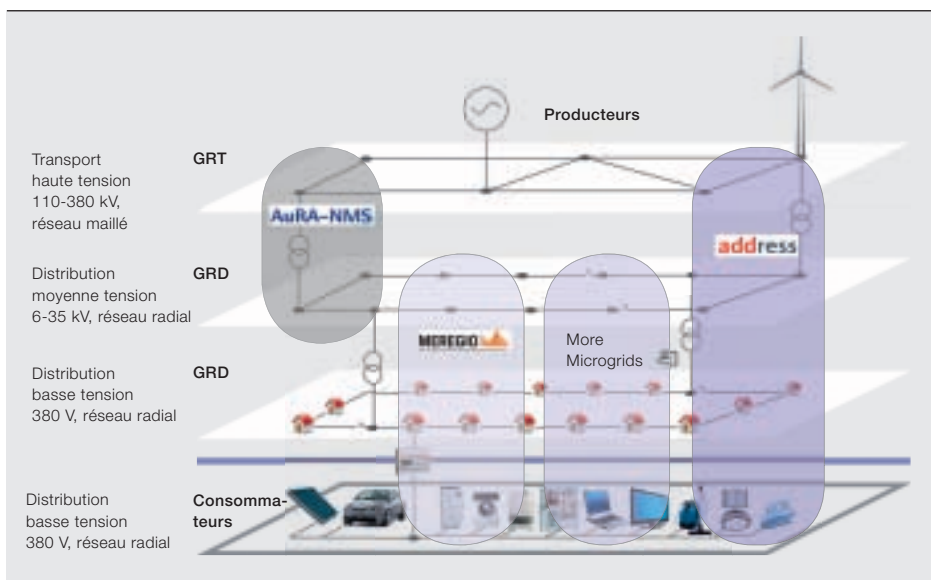 Producteurs
Transport
haute tension
110-380 kV,
réseau maillé
GRT
AuRA–NMS
address
Distribution
moyenne tension
6-35 kV, réseau radial
GRD
MEREGIO
More
Microgrids
Distribution
basse tension
380 V, réseau radial
GRD
Distribution
basse tension
380 V, réseau radial
Consomma-
teurs